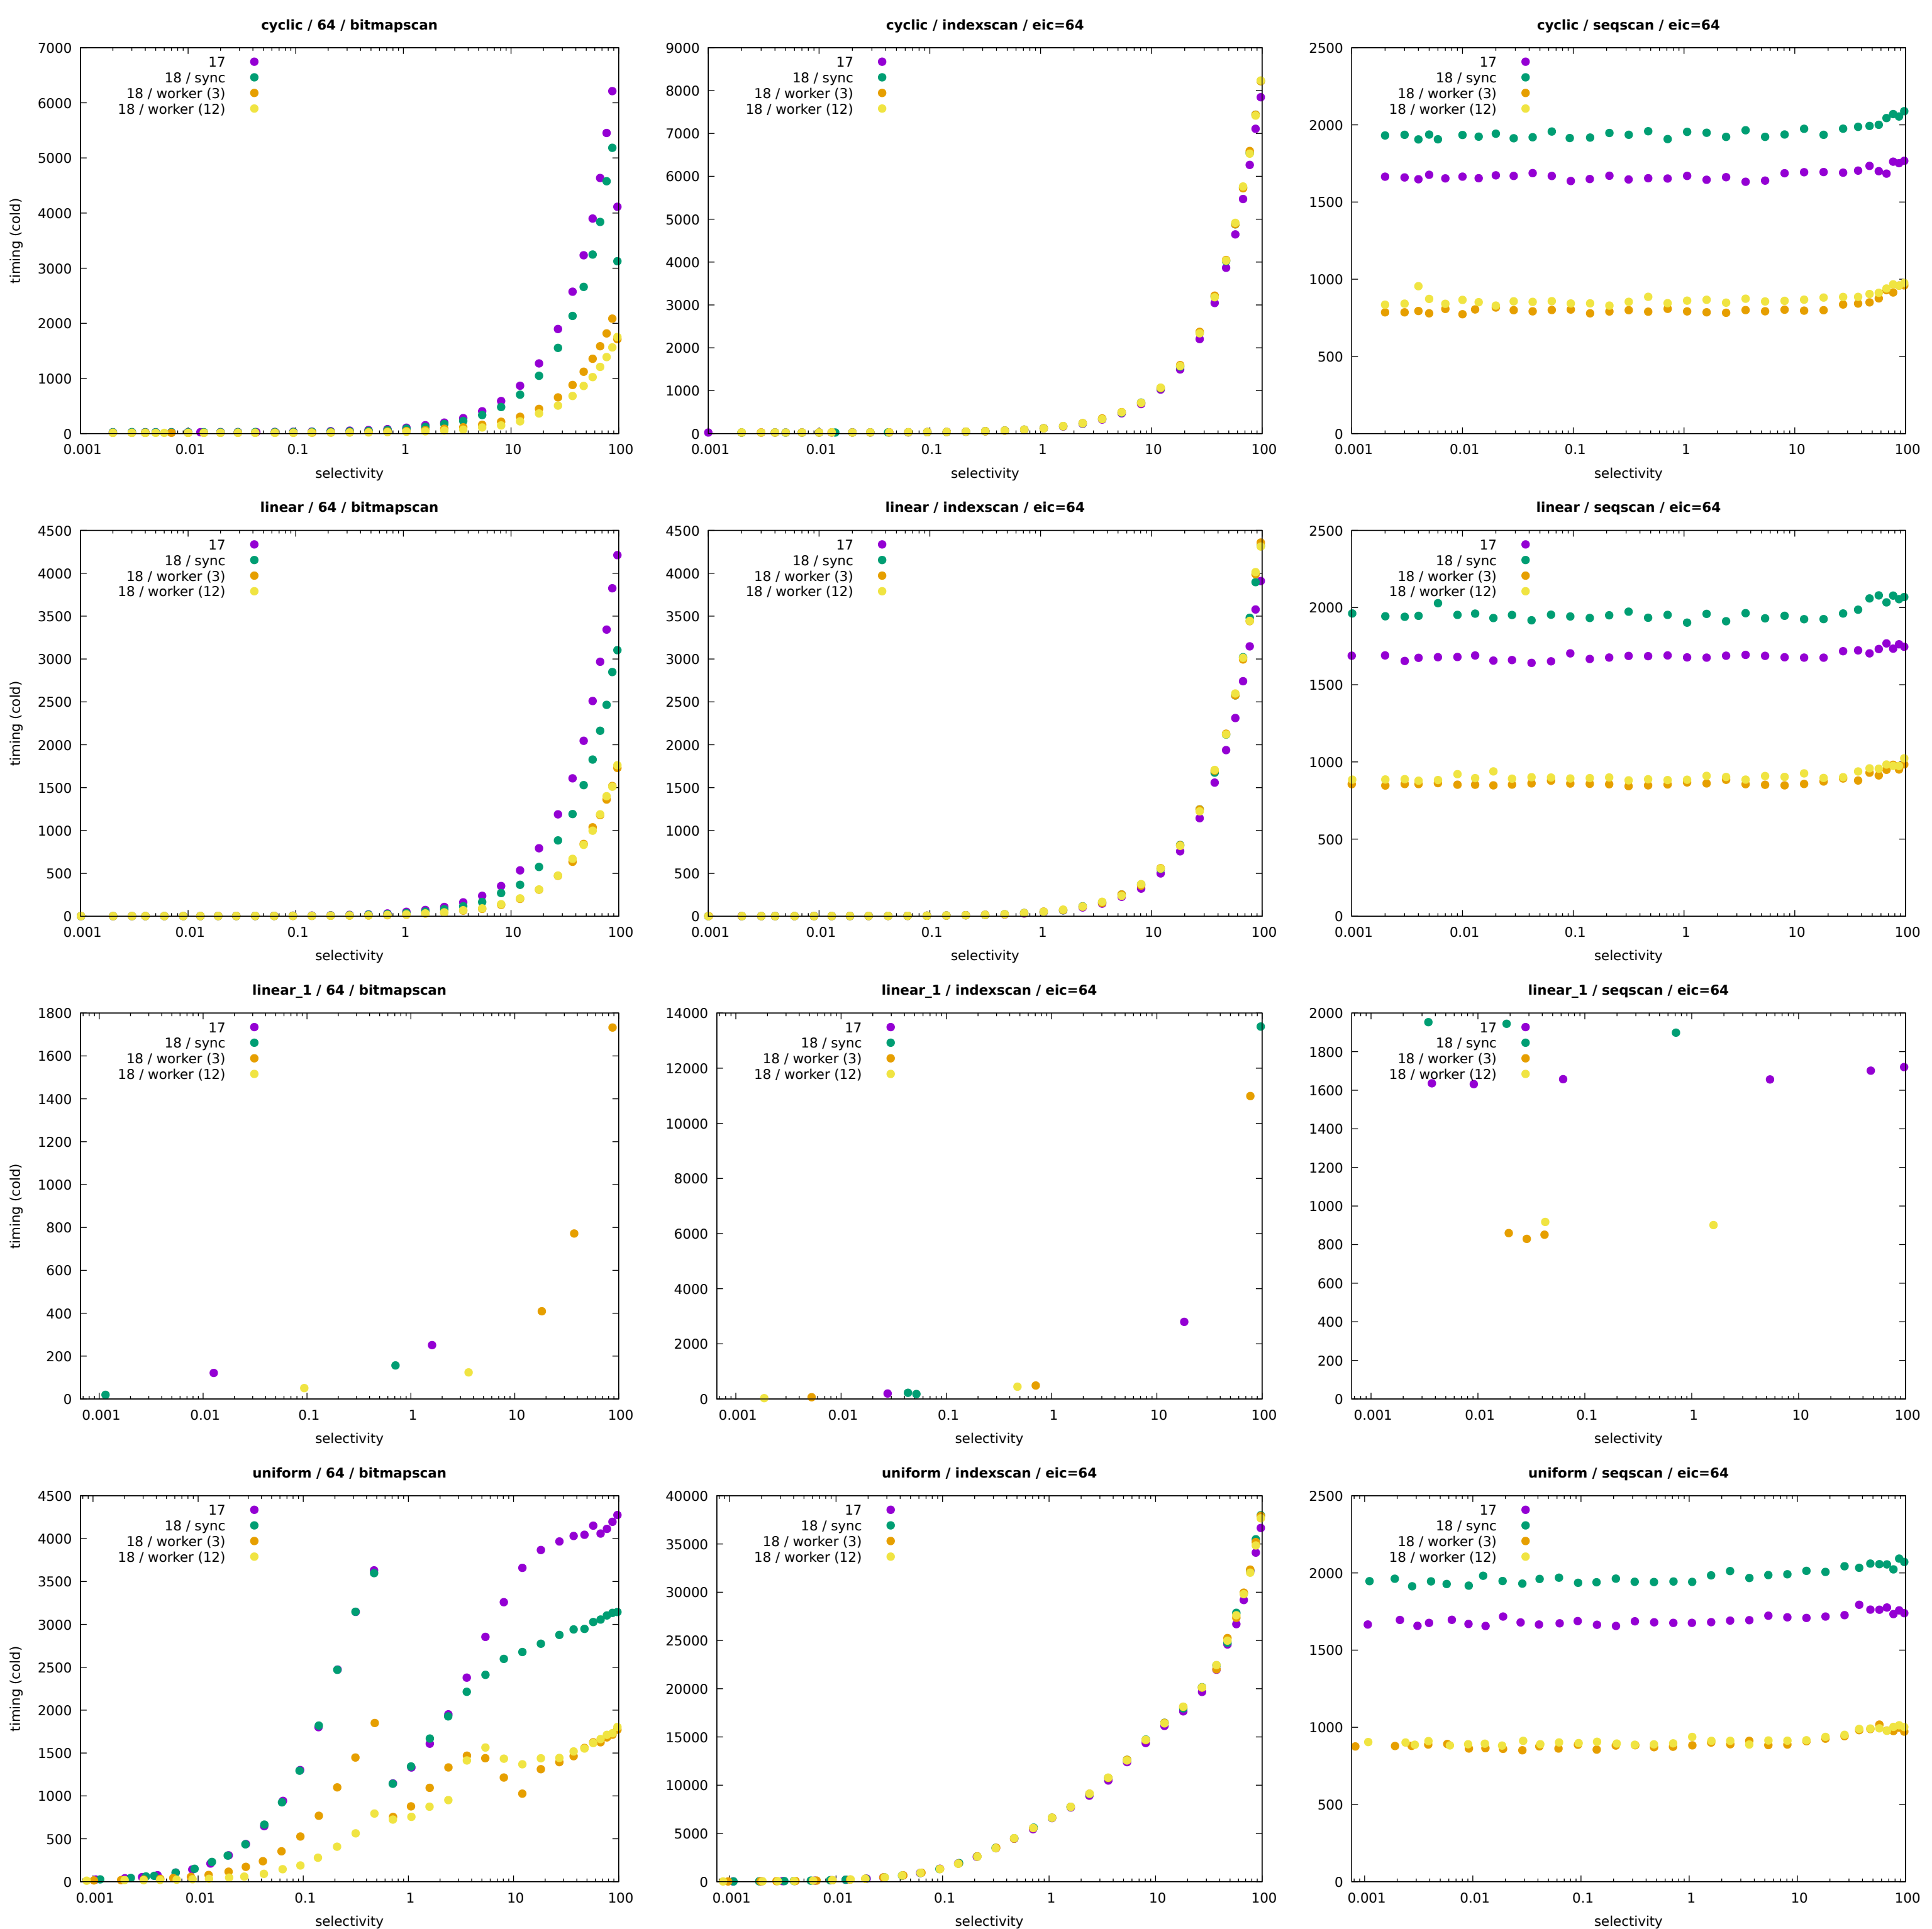 cyclic / 64 / bitmapscan
7000
6000
5000
4000
3000
2000
1000
0
timing (cold)
17
18 / sync
18 / worker (3)
18 / worker (12)
0.001 0.01 0.1 1 10 100
selectivity
cyclic / indexscan / eic=64
9000
8000
7000
6000
5000
4000
3000
2000
1000
0
17
18 / sync
18 / worker (3)
18 / worker (12)
0.001 0.01 0.1 1 10 100
selectivity
cyclic / seqscan / eic=64
2500
2000
1500
1000
500
0
17
18 / sync
18 / worker (3)
18 / worker (12)
0.001 0.01 0.1 1 10 100
selectivity
linear / 64 / bitmapscan
4500
4000
3500
3000
2500
2000
1500
1000
500
0
timing (cold)
17
18 / sync
18 / worker (3)
18 / worker (12)
0.001 0.01 0.1 1 10 100
selectivity
linear / indexscan / eic=64
4500
4000
3500
3000
2500
2000
1500
1000
500
0
17
18 / sync
18 / worker (3)
18 / worker (12)
0.001 0.01 0.1 1 10 100
selectivity
linear / seqscan / eic=64
2500
2000
1500
1000
500
0
17
18 / sync
18 / worker (3)
18 / worker (12)
0.001 0.01 0.1 1 10 100
selectivity
linear_1 / 64 / bitmapscan
1800
1600
1400
1200
1000
800
600
400
200
0
timing (cold)
17
18 / sync
18 / worker (3)
18 / worker (12)
0.001 0.01 0.1 1 10 100
selectivity
linear_1 / indexscan / eic=64
14000
12000
10000
8000
6000
4000
2000
0
17
18 / sync
18 / worker (3)
18 / worker (12)
0.001 0.01 0.1 1 10 100
selectivity
linear_1 / seqscan / eic=64
2000
1800
1600
1400
1200
1000
800
600
400
200
0
17
18 / sync
18 / worker (3)
18 / worker (12)
0.001 0.01 0.1 1 10 100
selectivity
uniform / 64 / bitmapscan
4500
4000
3500
3000
2500
2000
1500
1000
500
0
timing (cold)
17
18 / sync
18 / worker (3)
18 / worker (12)
0.001 0.01 0.1 1 10 100
selectivity
uniform / indexscan / eic=64
40000
35000
30000
25000
20000
15000
10000
5000
0
17
18 / sync
18 / worker (3)
18 / worker (12)
0.001 0.01 0.1 1 10 100
selectivity
uniform / seqscan / eic=64
2500
2000
1500
1000
500
0
17
18 / sync
18 / worker (3)
18 / worker (12)
0.001 0.01 0.1 1 10 100
selectivity